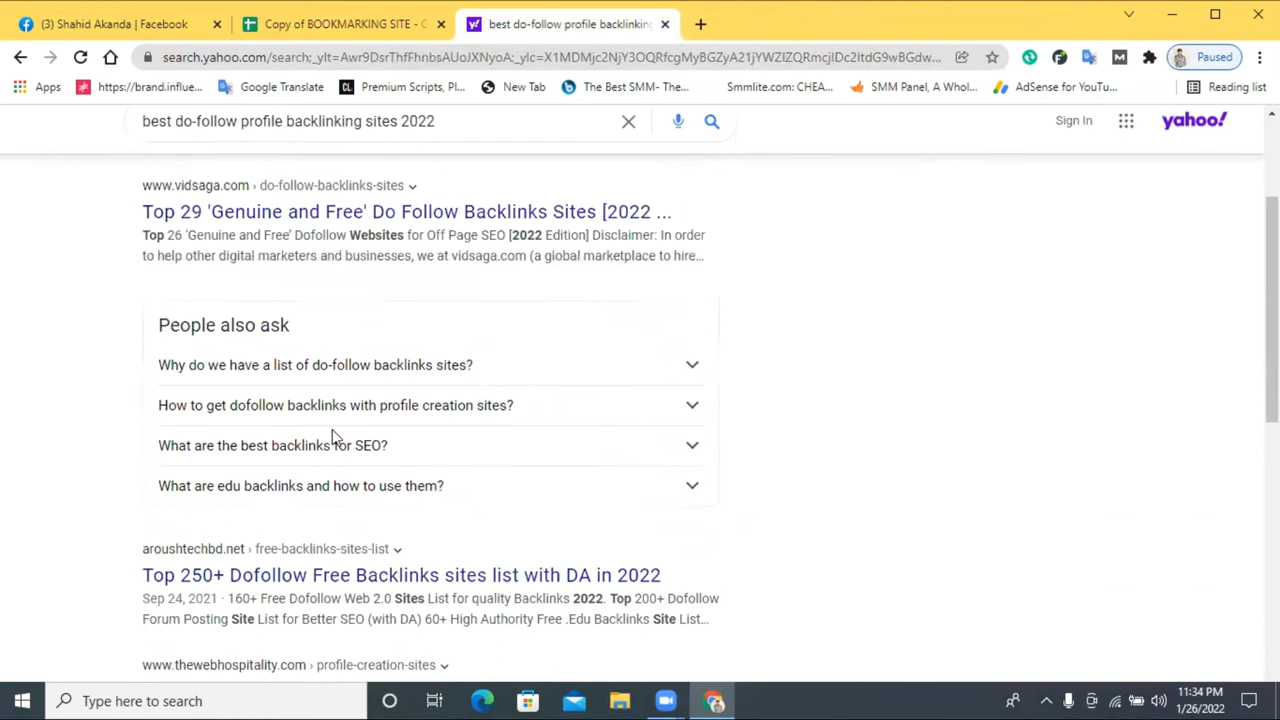 (3) Shahid Akanda | Facebook
Copy of BOOKMARKING SITE - G
best do-follow profile backlinking
Paused
search.yahoo.com/search;_ylt=Awr9DsrThfFhnbsAUoJXNyoA;_ylc=X1MDMjc2NjY3OQRfcgMyBGZyA21jYWZlZQRmcjIDc2ItdG9wBGdw...
Apps
https://brand.influe...
Google Translate
Premium Scripts, Pl...
New Tab
The Best SMM- The...
Smmlite.com: CHEA...
SMM Panel, A Whol...
AdSense for YouTu...
Reading list
best do-follow profile backlinking sites 2022
Sign In
yahoo!
www.vidsaga.com › do-follow-backlinks-sites
Top 29 'Genuine and Free' Do Follow Backlinks Sites [2022 ...
Top 26 'Genuine and Free' Dofollow Websites for Off Page SEO [2022 Edition] Disclaimer: In order
to help other digital marketers and businesses, we at vidsaga.com (a global marketplace to hire...
People also ask
Why do we have a list of do-follow backlinks sites?
How to get dofollow backlinks with profile creation sites?
What are the best backlinks for SEO?
What are edu backlinks and how to use them?
aroushtechbd.net › free-backlinks-sites-list
Top 250+ Dofollow Free Backlinks sites list with DA in 2022
Sep 24, 2021 · 160+ Free Dofollow Web 2.0 Sites List for quality Backlinks 2022. Top 200+ Dofollow
Forum Posting Site List for Better SEO (with DA) 60+ High Authority Free .Edu Backlinks Site List...
www.thewebhospitality.com › profile-creation-sites
Type here to search
11:34 PM
1/26/2022